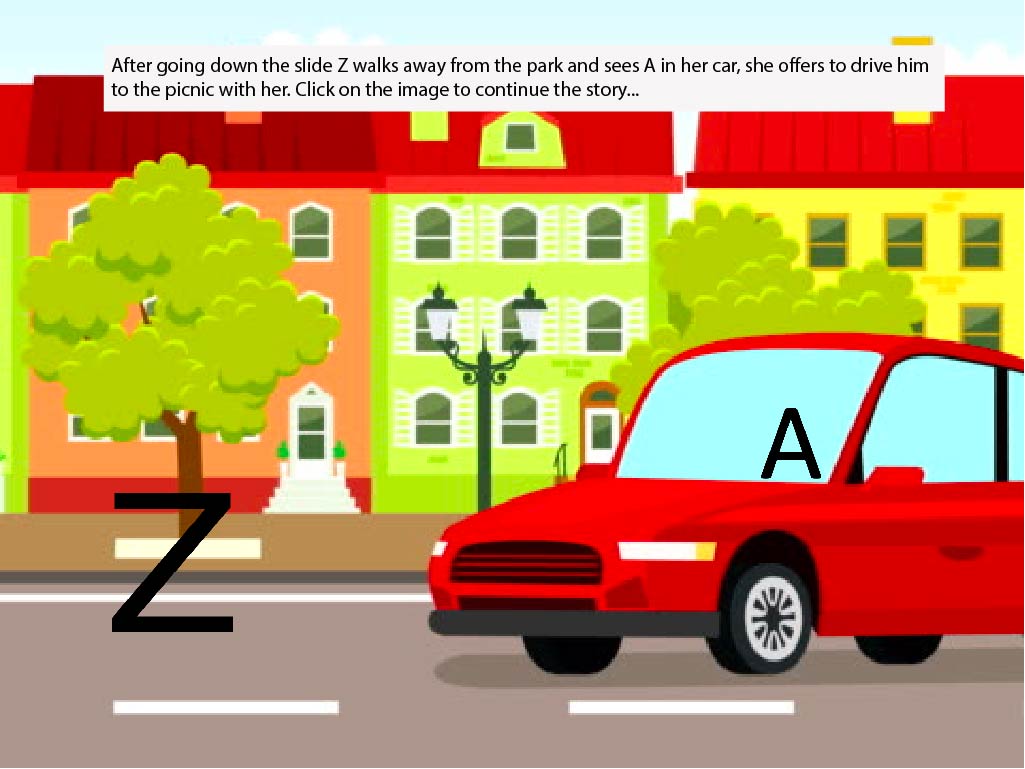 After going down the slide Z walks away from the park and sees A in her car, she offers to drive him
to the picnic with her. Click on the image to continue the story...
A
Z